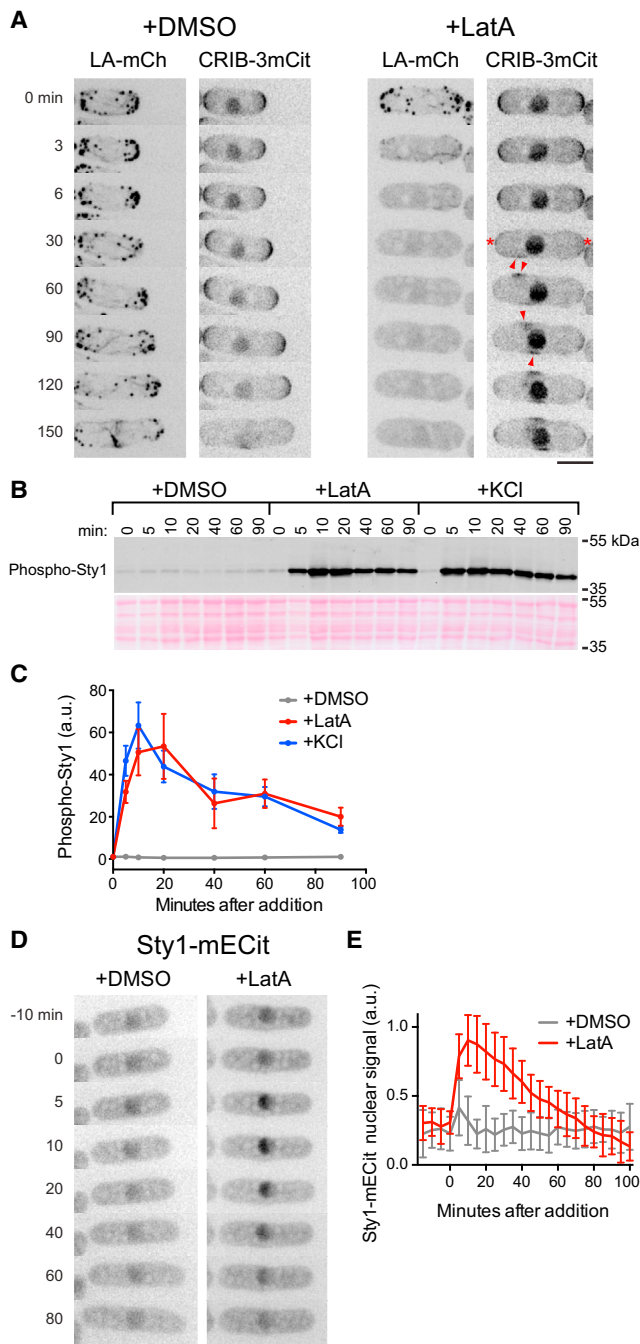 A
+DMSO
+LatA
LA-mCh CRIB-3mCit LA-mCh CRIB-3mCit
0 min
3
6
30
* *
60
90
120
150
B
+DMSO +LatA +KCl
min: 0 5 10 20 40 60 90 0 5 10 20 40 60 90 0 5 10 20 40 60 90
-55 kDa
Phospho-Sty1
35
-55
-35
C
80
60
40
20
0
Phospho-Sty1 (a.u.)
+DMSO
+LatA
+KCl
0 20 40 60 80 100
Minutes after addition
D
Sty1-mECit
+DMSO +LatA
-10 min
0
5
10
20
40
60
80
E
1.0
0.5
0.0
Sty1-mECit nuclear signal (a.u.)
+DMSO
+LatA
0 20 40 60 80 100
Minutes after addition